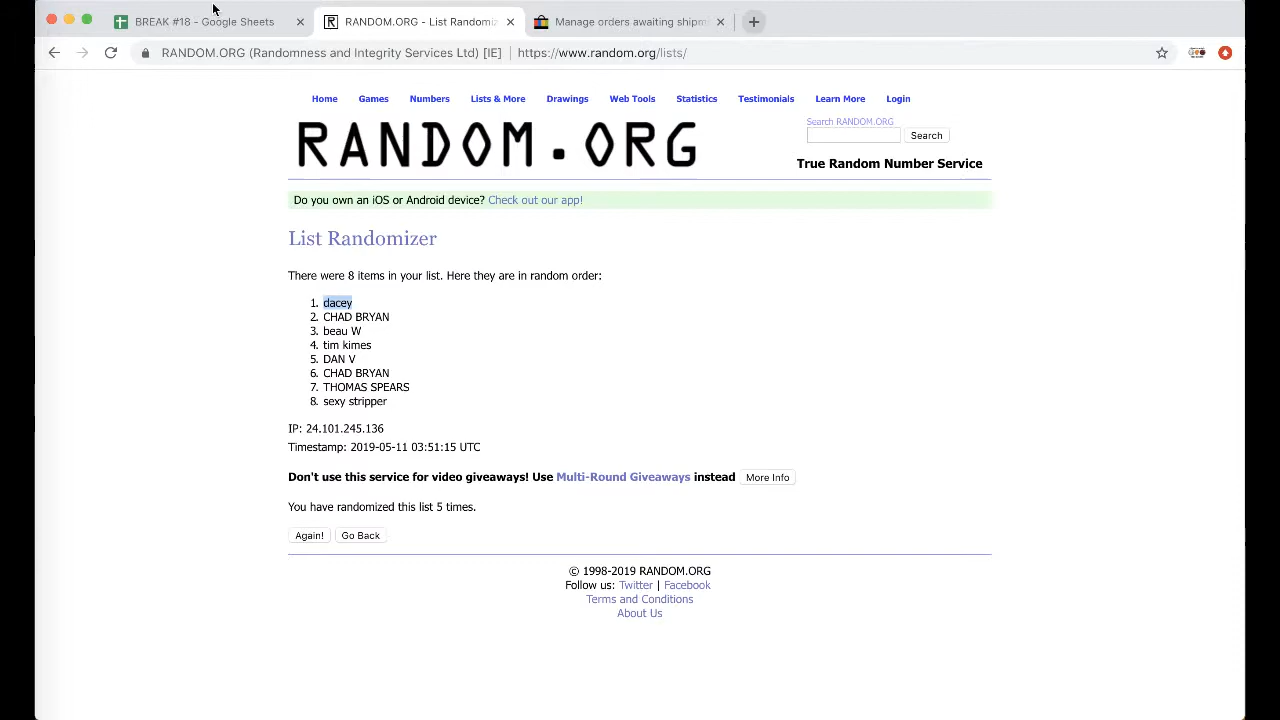 BREAK #18 - Google Sheets
RANDOM.ORG - List Randomiz
Manage orders awaiting shipm
RANDOM.ORG (Randomness and Integrity Services Ltd) [IE] https://www.random.org/lists/
Home Games Numbers Lists & More Drawings Web Tools Statistics Testimonials Learn More Login
RANDOM.ORG
Search RANDOM.ORG
Search
True Random Number Service
Do you own an iOS or Android device? Check out our app!
List Randomizer
There were 8 items in your list. Here they are in random order:
1. dacey
2. CHAD BRYAN
3. beau W
4. tim kimes
5. DAN V
6. CHAD BRYAN
7. THOMAS SPEARS
8. sexy stripper
IP: 24.101.245.136
Timestamp: 2019-05-11 03:51:15 UTC
Don't use this service for video giveaways! Use Multi-Round Giveaways instead More Info
You have randomized this list 5 times.
Again! Go Back
© 1998-2019 RANDOM.ORG
Follow us: Twitter | Facebook
Terms and Conditions
About Us